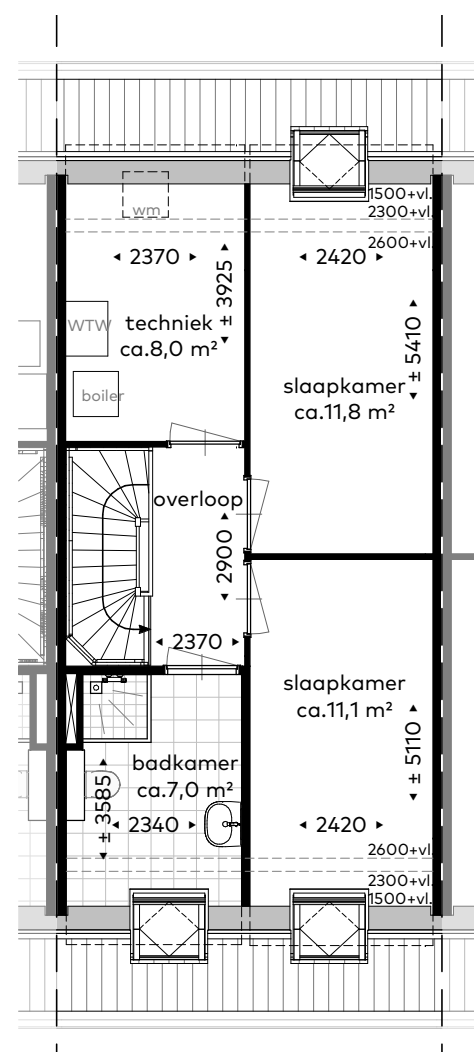 1500+vl.
wm
2300+vl.
2600+vl.
2370
2420
± 3925
WTW
techniek
ca.8,0 m²
± 5410
boiler
slaapkamer
ca.11,8 m²
overloop
2900
2370
slaapkamer
ca.11,1 m²
badkamer
ca.7,0 m²
± 5110
± 3585
2340
2420
2600+vl.
2300+vl.
1500+vl.